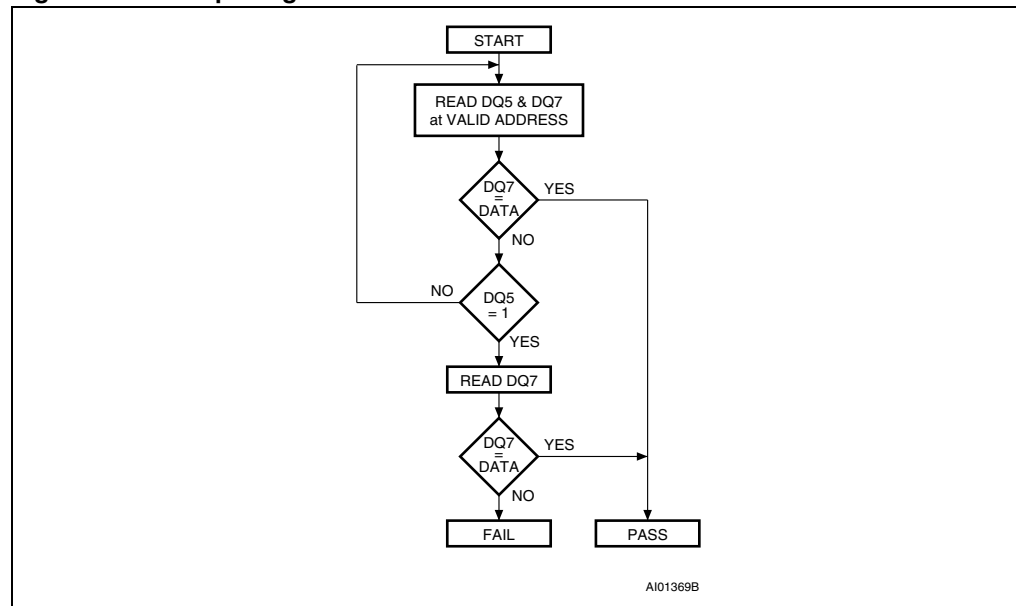 START
READ DQ5 & DQ7
at VALID ADDRESS
DQ7
=
DATA
YES
NO
NO
DQ5
= 1
YES
READ DQ7
DQ7
=
DATA
YES
NO
FAIL
PASS
AI01369B